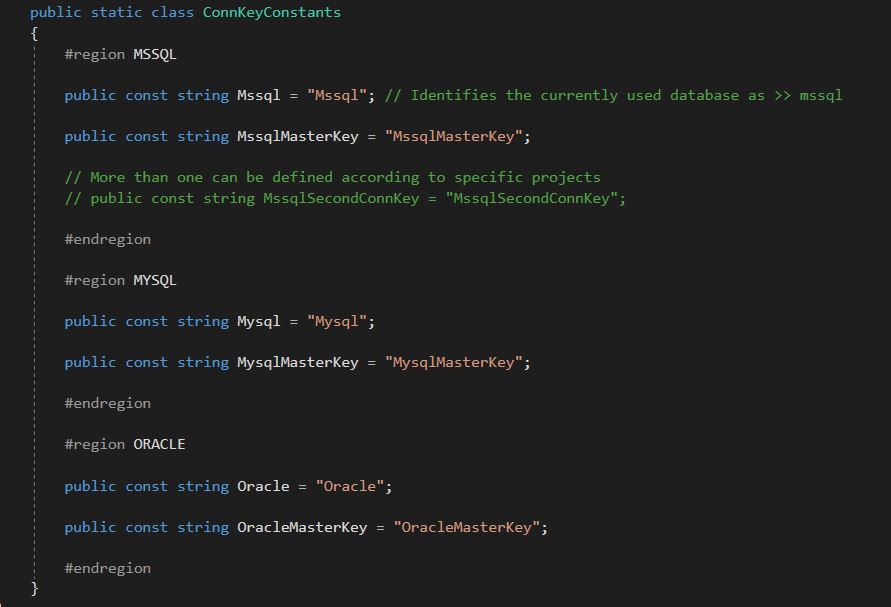 public static class ConnKeyConstants
{
#region MSSQL
public const string Mssql = "Mssql"; // Identifies the currently used database as >> mssql
public const string MssqlMasterKey = "MssqlMasterKey";
// More than one can be defined according to specific projects
// public const string MssqlSecondConnKey = "MssqlSecondConnKey";
#endregion
#region MYSQL
public const string Mysql = "Mysql";
public const string MysqlMasterKey = "MysqlMasterKey";
#endregion
#region ORACLE
public const string Oracle = "Oracle";
public const string OracleMasterKey = "OracleMasterKey";
#endregion
}